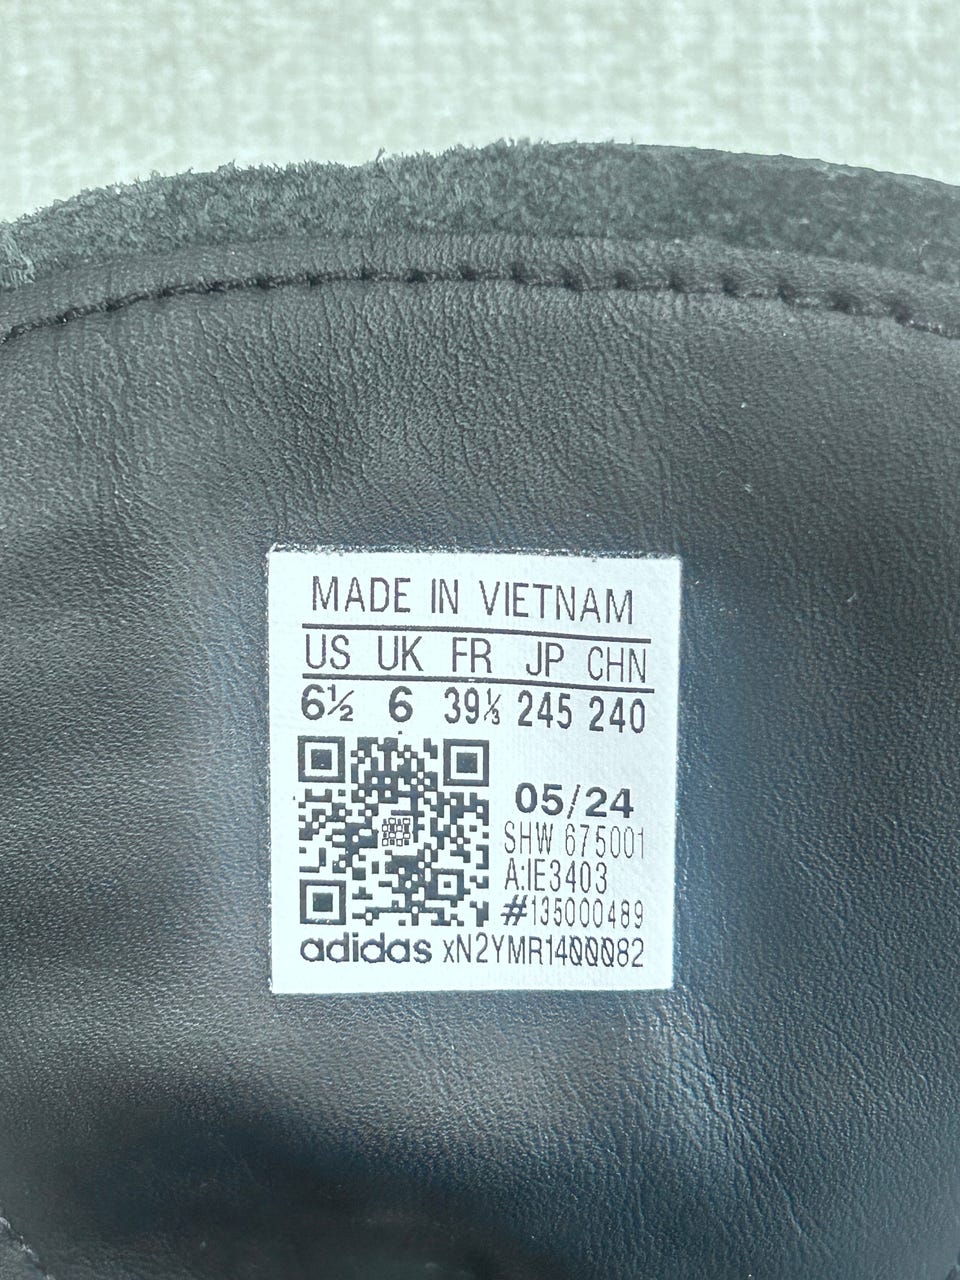 MADE IN VIETNAM
US UK FR JP CHN
6½ 6 39⅓ 245 240
05/24
SHW 675001
A:IE3403
#135000489
adidas xN2YMR1400082